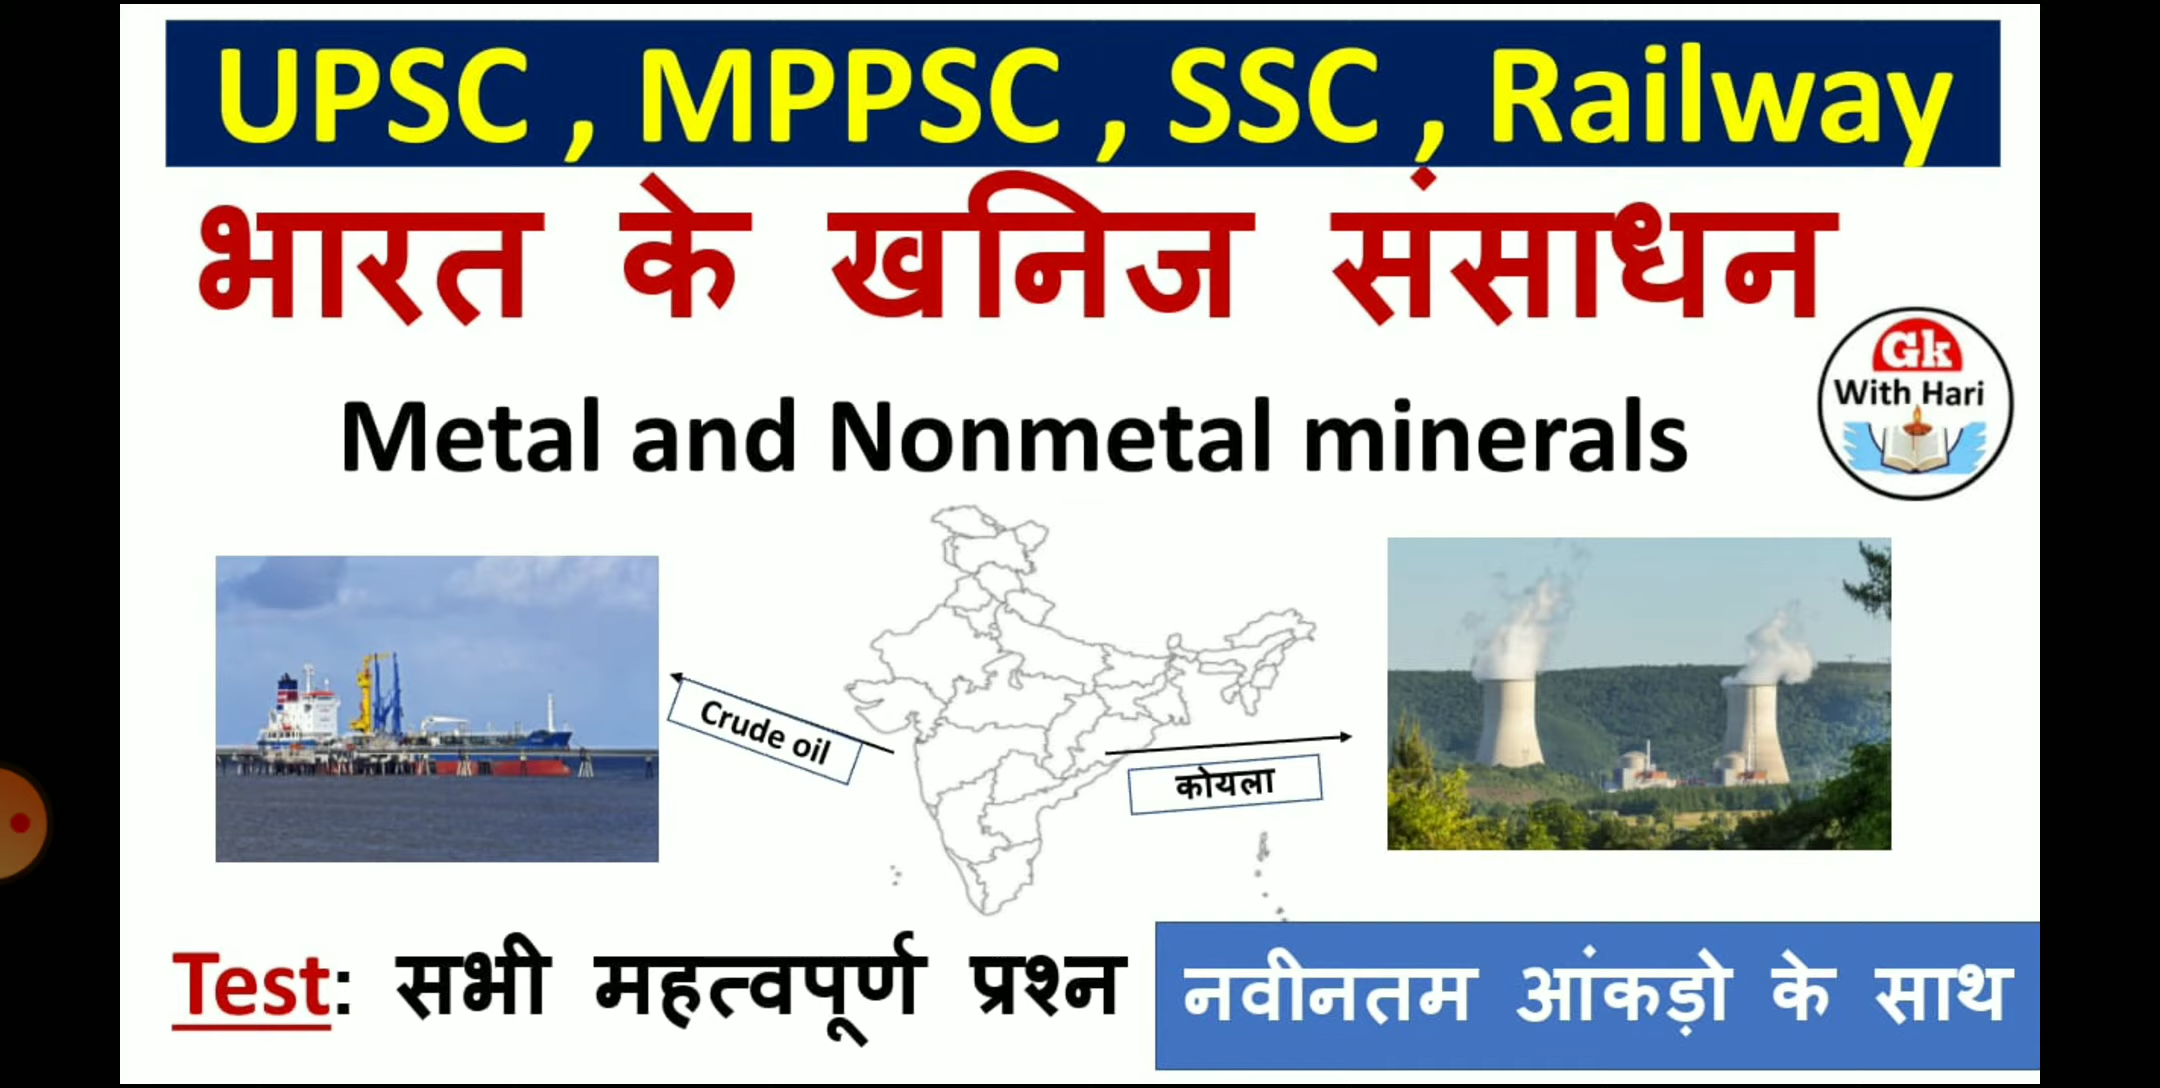 UPSC , MPPSC , SSC , Railway
भारत के खनिज संसाधन
Gk
With Hari
Metal and Nonmetal minerals
Crude oil
कोयला
Test: सभी महत्वपूर्ण प्रश्न
नवीनतम आंकड़ो के साथ